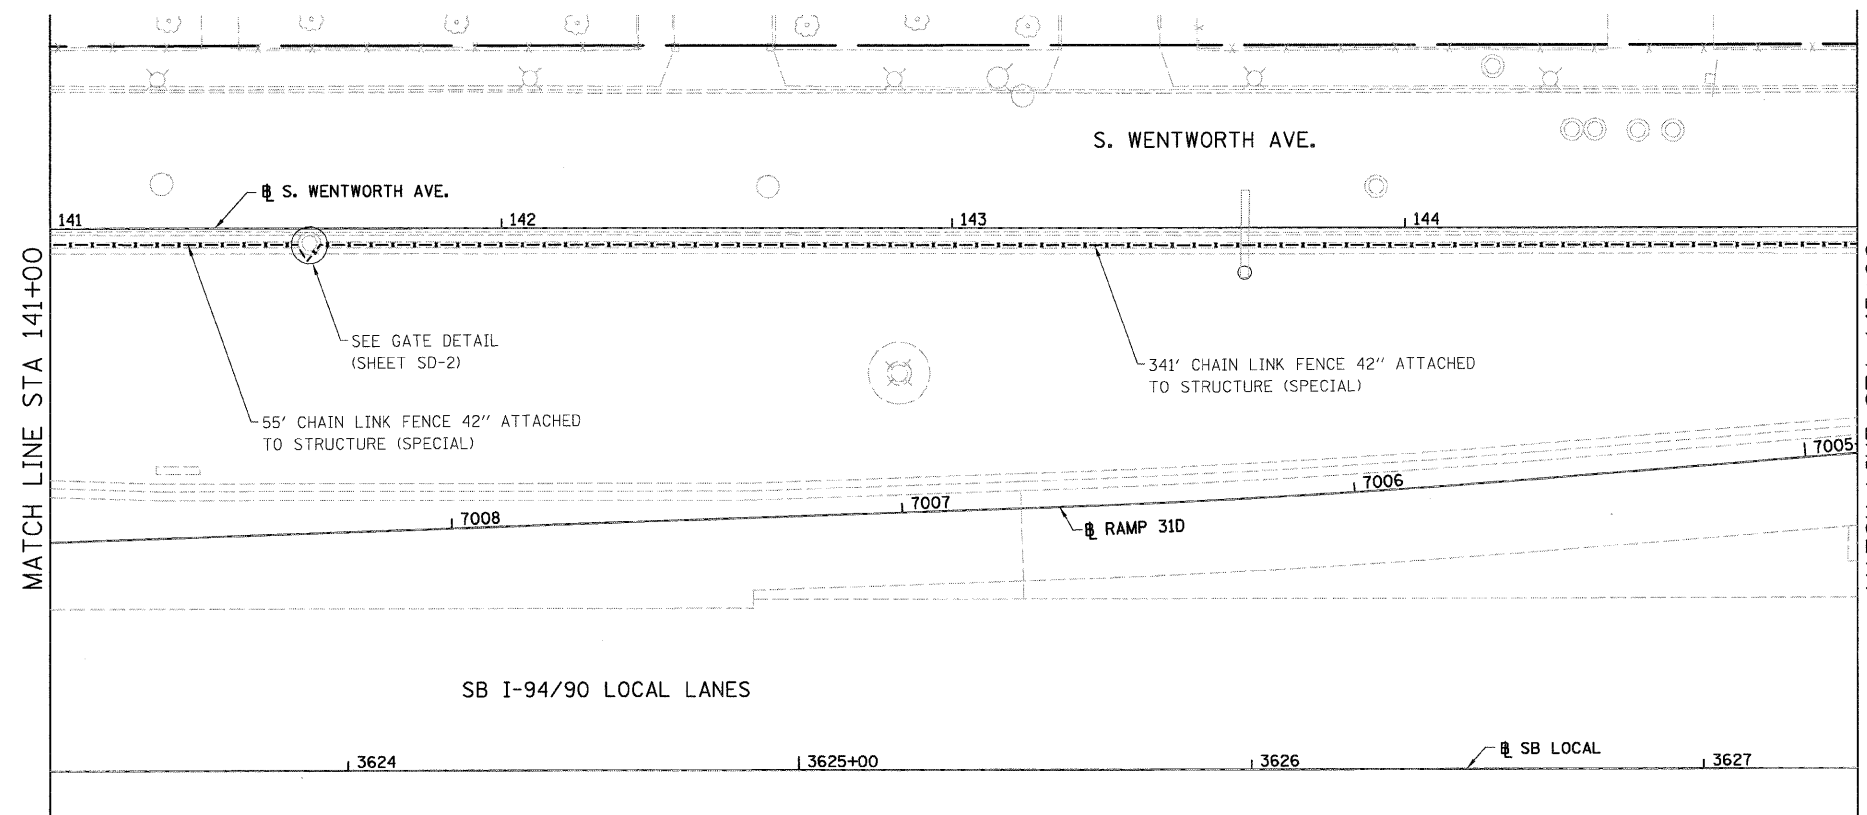 S. WENTWORTH AVE.
S. WENTWORTH AVE.
141
142
143
144
MATCH LINE STA 141+00
SEE GATE DETAIL
(SHEET SD-2)
341' CHAIN LINK FENCE 42" ATTACHED
TO STRUCTURE (SPECIAL)
55' CHAIN LINK FENCE 42" ATTACHED
TO STRUCTURE (SPECIAL)
7005
7006
7007
7008
RAMP 31D
SB I-94/90 LOCAL LANES
SB LOCAL
3624
3625+00
3626
3627